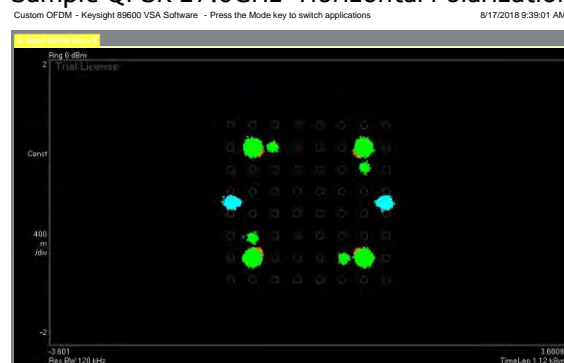 Sample QPSK 27.6GHz Horizontal Polarization
Custom OFDM - Keysight 89600 VSA Software - Press the Mode key to switch applications 8/17/2018 9:39:01 AM
Rng 6 dBm
2
Trial License
Const
400
m
/div
-2
-3.601 3.6009
Res BW 120 kHz TimeLen 1.12 kSym